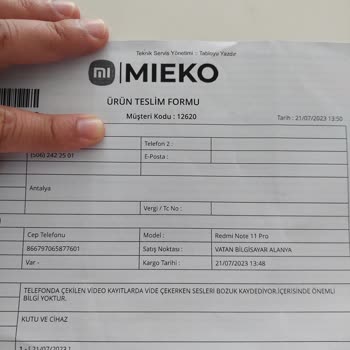 Teknik Servis Yönetimi :: Tabloya Yazdır
mi | MIEKO
ÜRÜN TESLİM FORMU
Müşteri Kodu : 12620
Tarih : 21/07/2023 13:50
Telefon 2 :
(506) 242 25 01
E-Posta :
Antalya
Vergi / Tc No :
Cep Telefonu
Model :
Redmi Note 11 Pro
866797065877601
Satış Noktası :
VATAN BİLGİSAYAR ALANYA
Var -
Kargo Tarihi :
21/07/2023 13:48
TELEFONDA ÇEKİLEN VİDEO KAYITLARDA VİDE ÇEKERKEN SESLERİ BOZUK KAYDEDİYOR.İÇERİSİNDE ÖNEMLİ
BİLGİ YOKTUR.
KUTU VE CİHAZ